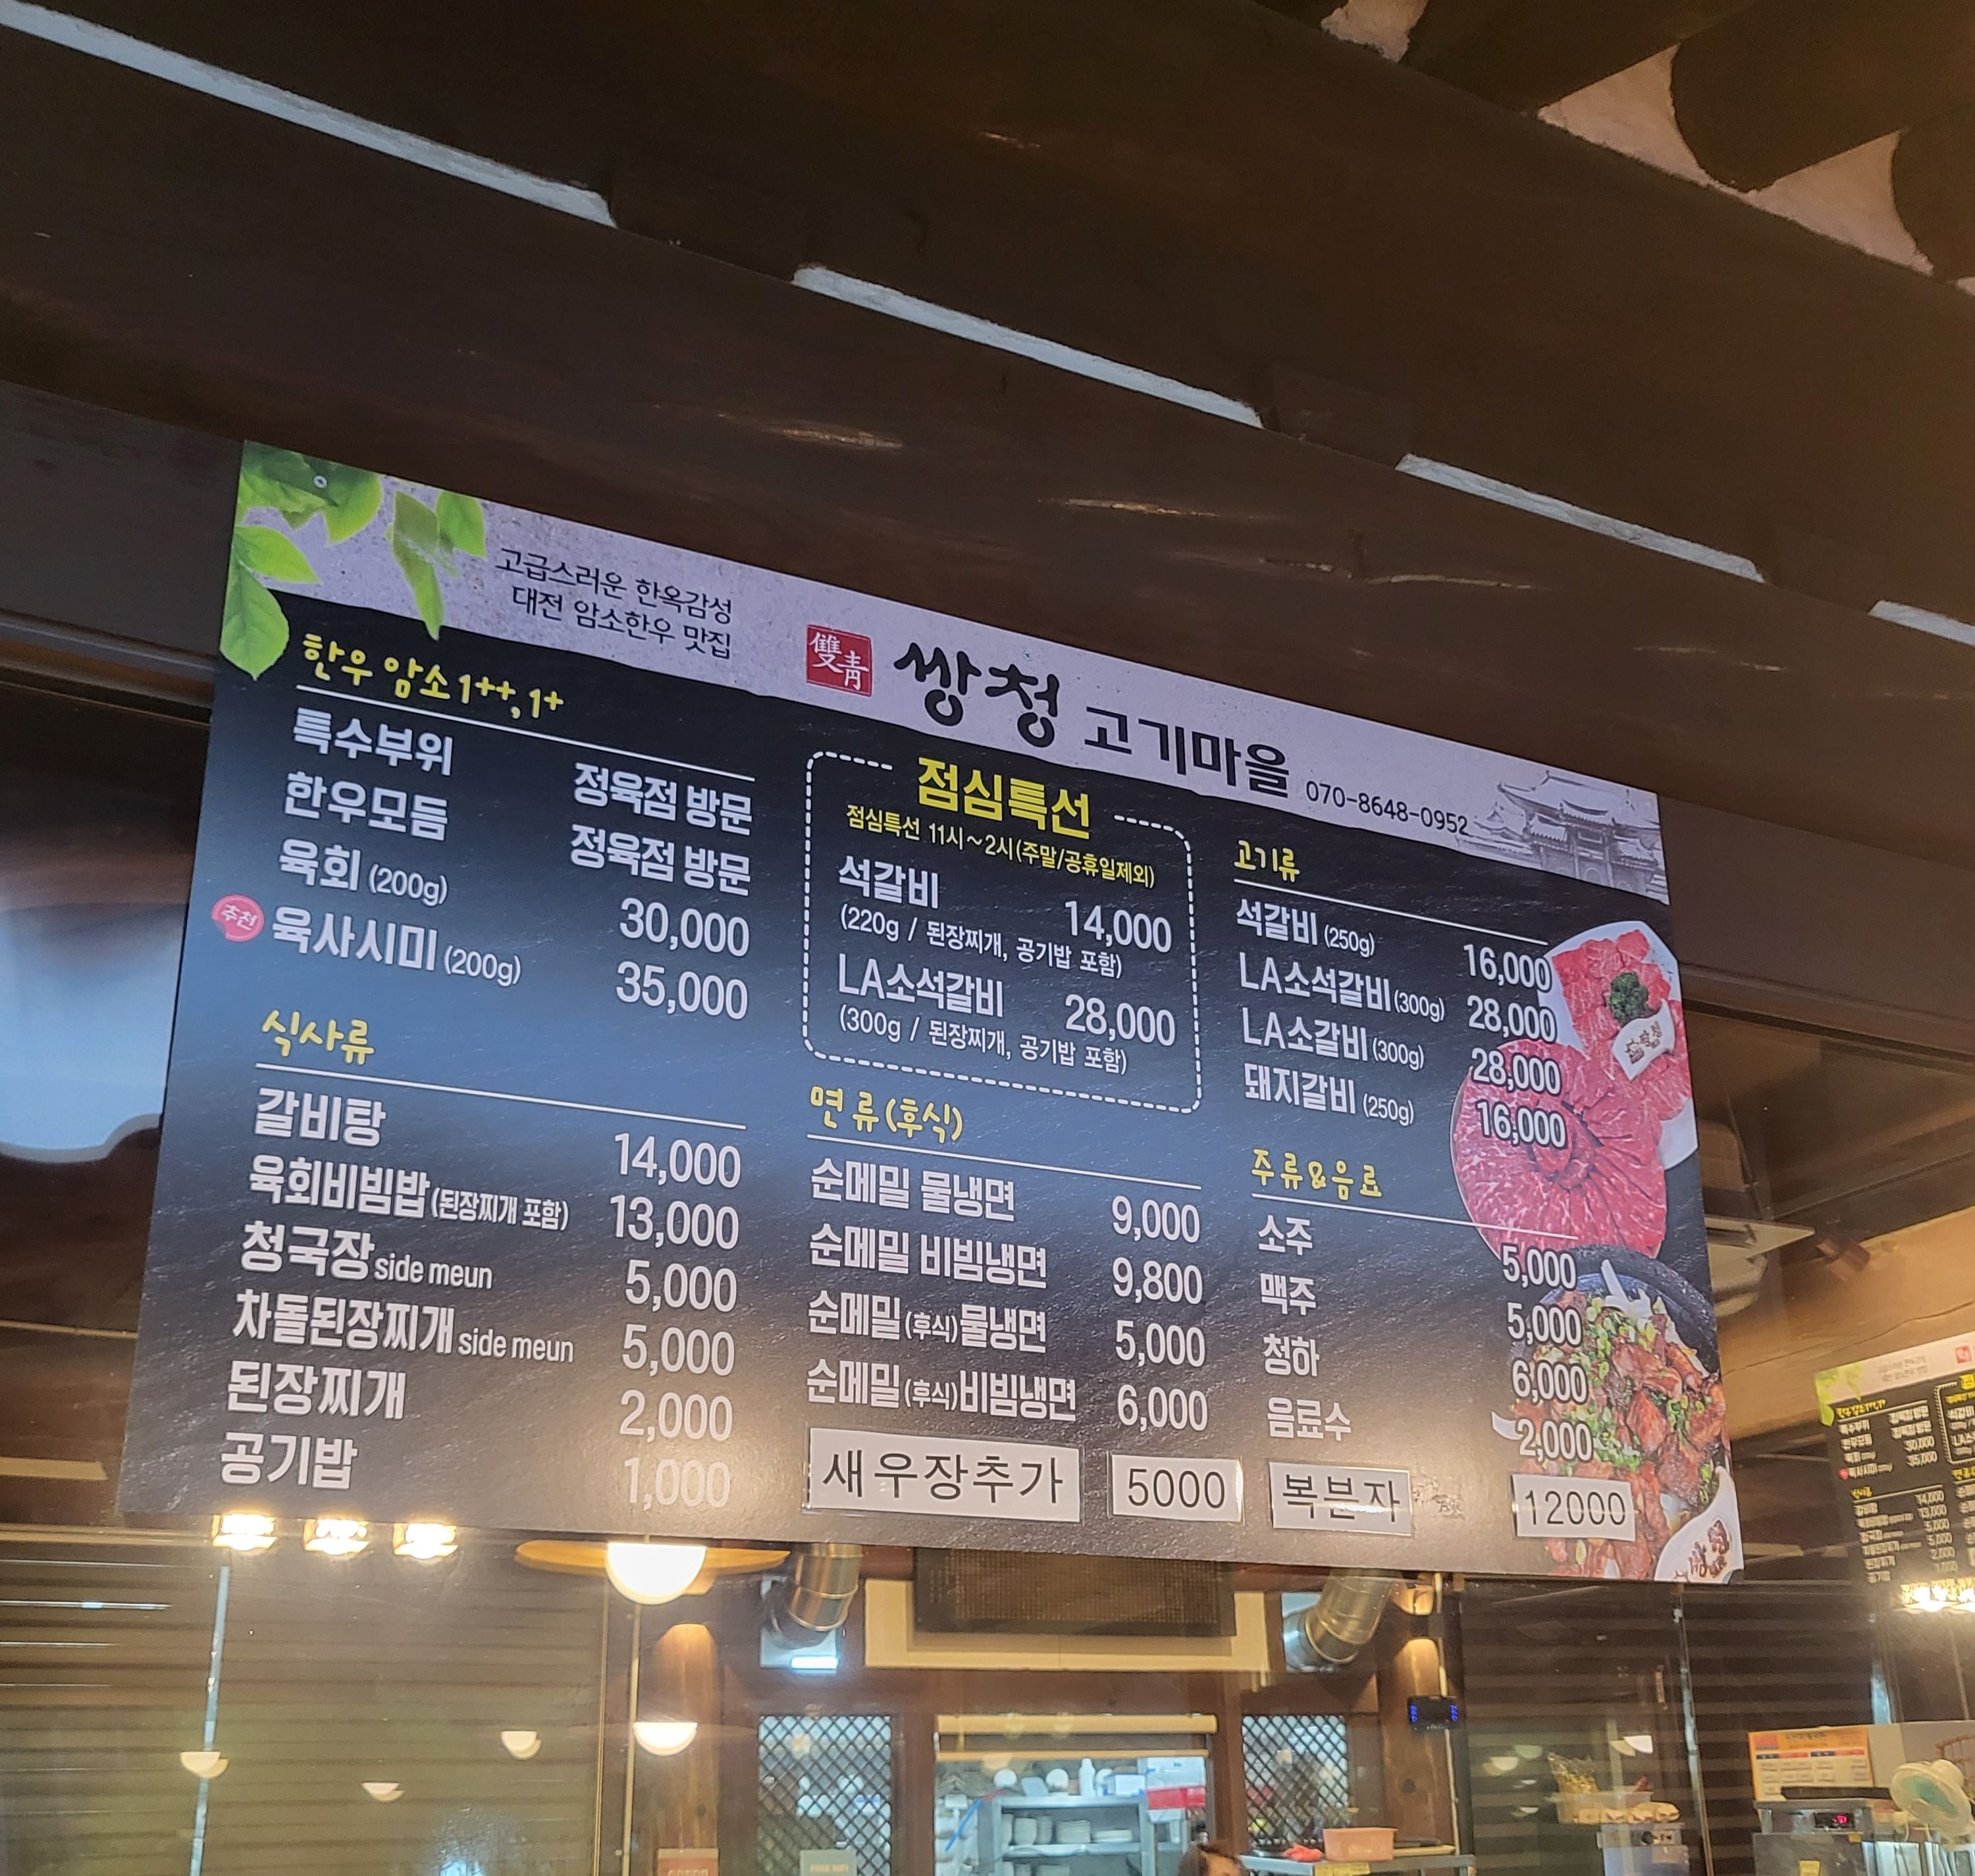 고급스러운 한옥감성
대전 암소한우 맛집
雙靑
쌍청 고기마을 070-8648-0952
한우 암소 1++, 1+
특수부위 정육점 방문
한우모듬 정육점 방문
육회 (200g) 30,000
추천 육사시미 (200g) 35,000
식사류
갈비탕 14,000
육회비빔밥 (된장찌개 포함) 13,000
청국장 side meun 5,000
차돌된장찌개 side meun 5,000
된장찌개 2,000
공기밥 1,000
점심특선
점심특선 11시~2시(주말/공휴일제외)
석갈비 14,000
(220g / 된장찌개, 공기밥 포함)
LA소석갈비 28,000
(300g / 된장찌개, 공기밥 포함)
면류(후식)
순메밀 물냉면 9,000
순메밀 비빔냉면 9,800
순메밀(후식)물냉면 5,000
순메밀(후식)비빔냉면 6,000
새우장추가 5000
고기류
석갈비 (250g) 16,000
LA소석갈비 (300g) 28,000
LA소갈비 (300g) 28,000
돼지갈비 (250g) 16,000
주류&음료
소주 5,000
맥주 5,000
청하 6,000
음료수 2,000
복분자 12000
쌍청
쌍청